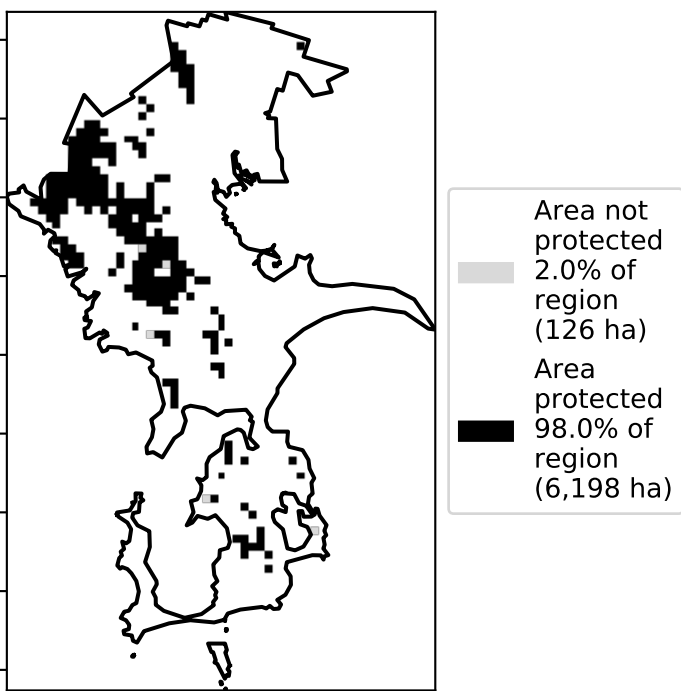 Area not
protected
2.0% of
region
(126 ha)
Area
protected
98.0% of
region
(6,198 ha)